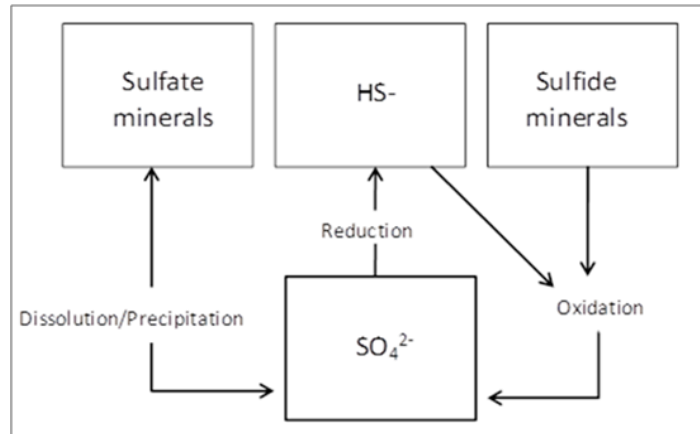 Sulfate
minerals
HS-
Sulfide
minerals
Reduction
Dissolution/Precipitation
Oxidation
SO₄²⁻